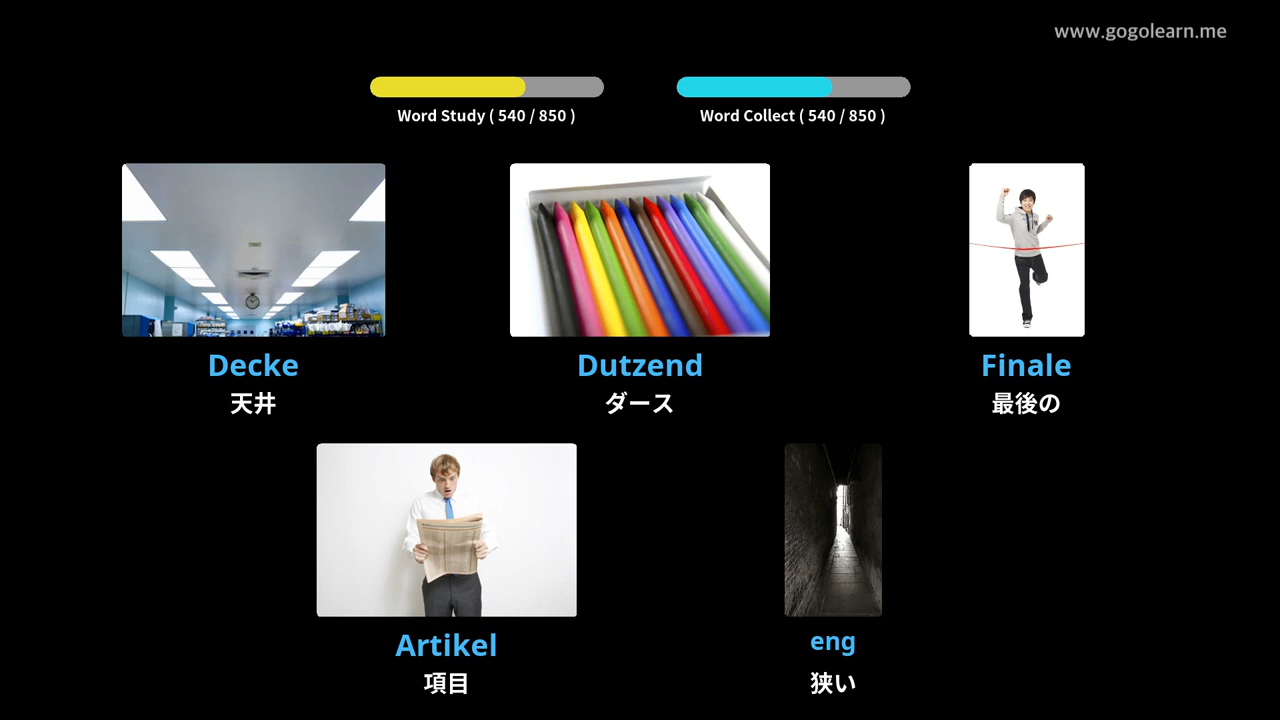 www.gogolearn.me
Word Study ( 540 / 850 )
Word Collect ( 540 / 850 )
Decke
天井
Dutzend
ダース
Finale
最後の
Artikel
項目
eng
狭い